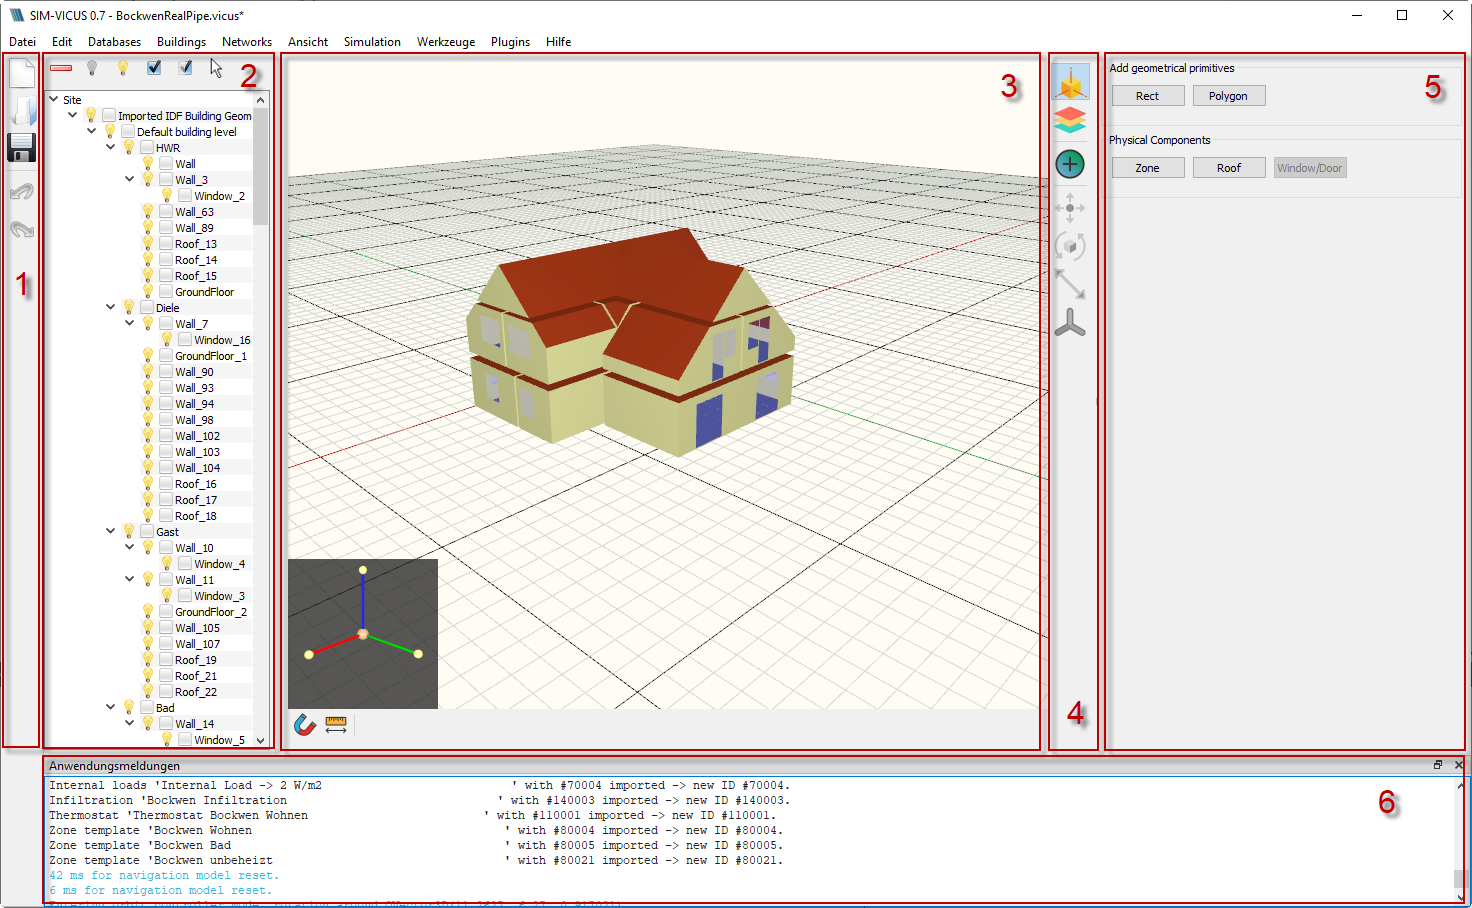 SIM-VICUS 0.7 - BockwenRealPipe.vicus*
Datei Edit Databases Buildings Networks Ansicht Simulation Werkzeuge Plugins Hilfe
1
2
Site
Imported IDF Building Geom
Default building level
HWR
Wall
Wall_3
Window_2
Wall_63
Wall_89
Roof_13
Roof_14
Roof_15
GroundFloor
Diele
Wall_7
Window_16
GroundFloor_1
Wall_90
Wall_93
Wall_94
Wall_98
Wall_102
Wall_103
Wall_104
Roof_16
Roof_17
Roof_18
Gast
Wall_10
Window_4
Wall_11
Window_3
GroundFloor_2
Wall_105
Wall_107
Roof_19
Roof_21
Roof_22
Bad
Wall_14
Window_5
3
4
5
Add geometrical primitives
Rect Polygon
Physical Components
Zone Roof Window/Door
Anwendungsmeldungen
6
Internal loads 'Internal Load -> 2 W/m2 ' with #70004 imported -> new ID #70004.
Infiltration 'Bockwen Infiltration ' with #140003 imported -> new ID #140003.
Thermostat 'Thermostat Bockwen Wohnen ' with #110001 imported -> new ID #110001.
Zone template 'Bockwen Wohnen ' with #80004 imported -> new ID #80004.
Zone template 'Bockwen Bad ' with #80005 imported -> new ID #80005.
Zone template 'Bockwen unbeheizt ' with #80021 imported -> new ID #80021.
42 ms for navigation model reset.
6 ms for navigation model reset.